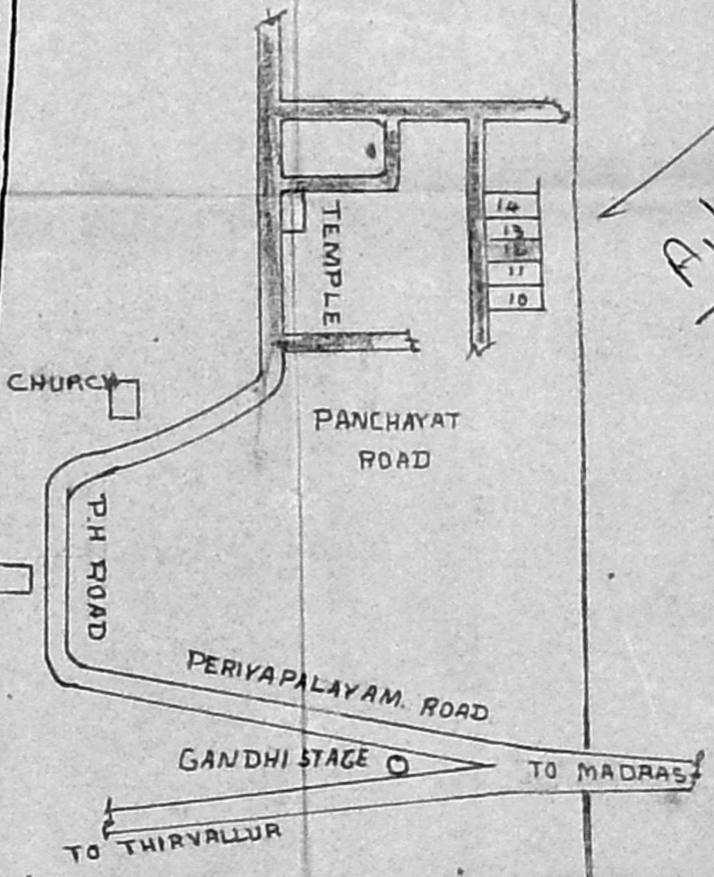 14
13
12
11
10
TEMPLE
CHURCH
PANCHAYAT
ROAD
P.H ROAD
PERIYAPALAYAM. ROAD
GANDHI STAGE
TO MADRAS
TO THIRVALLUR